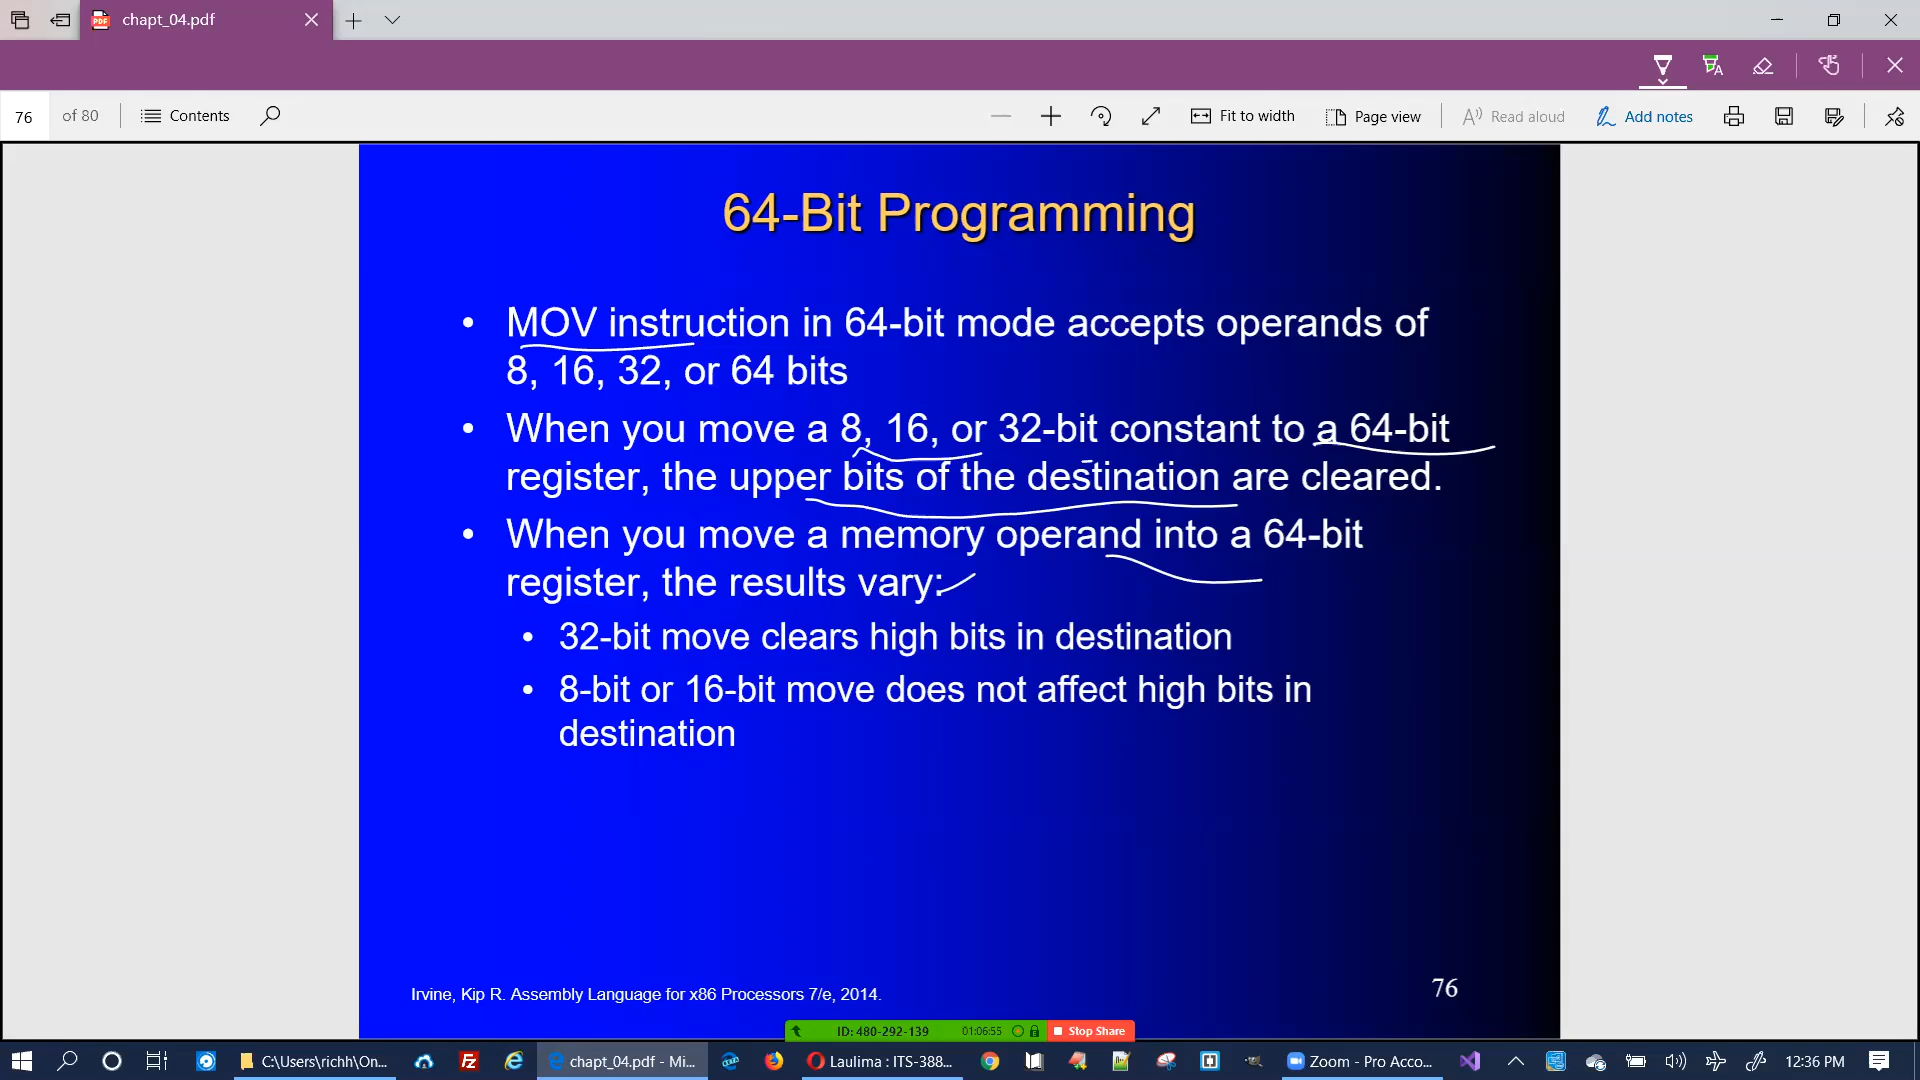 chapt_04.pdf
76 of 80 Contents Fit to width Page view Read aloud Add notes
64-Bit Programming
• MOV instruction in 64-bit mode accepts operands of
8, 16, 32, or 64 bits
• When you move a 8, 16, or 32-bit constant to a 64-bit
register, the upper bits of the destination are cleared.
• When you move a memory operand into a 64-bit
register, the results vary:
• 32-bit move clears high bits in destination
• 8-bit or 16-bit move does not affect high bits in
destination
Irvine, Kip R. Assembly Language for x86 Processors 7/e, 2014.
76
ID: 480-292-139 01:06:55 Stop Share
C:\Users\richh\On... chapt_04.pdf - Mi... Laulima : ITS-388... Zoom - Pro Acco... 12:36 PM